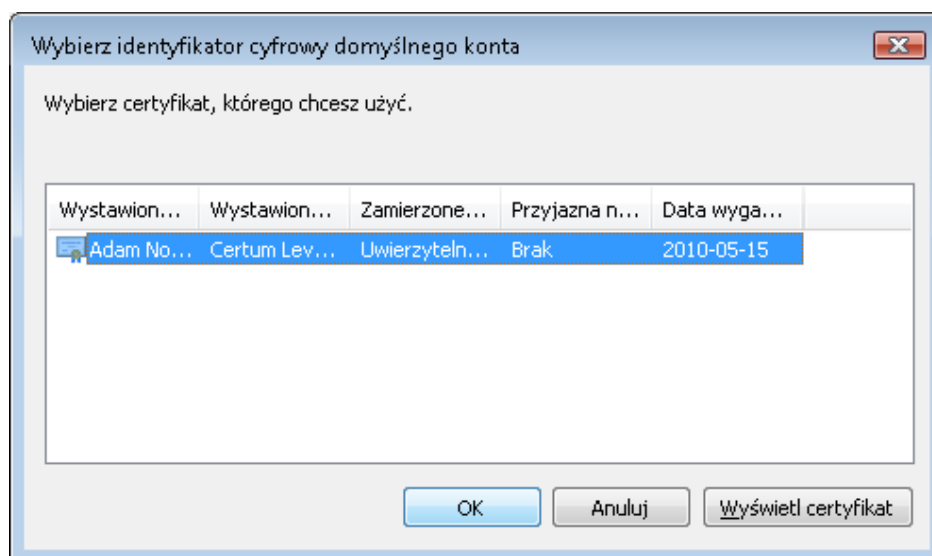 Wybierz identyfikator cyfrowy domyślnego konta
Wybierz certyfikat, którego chcesz użyć.
Wystawion... Wystawion... Zamierzone... Przyjazna n... Data wyga...
Adam No... Certum Lev... Uwierzyteln... Brak 2010-05-15
OK Anuluj Wyświetl certyfikat